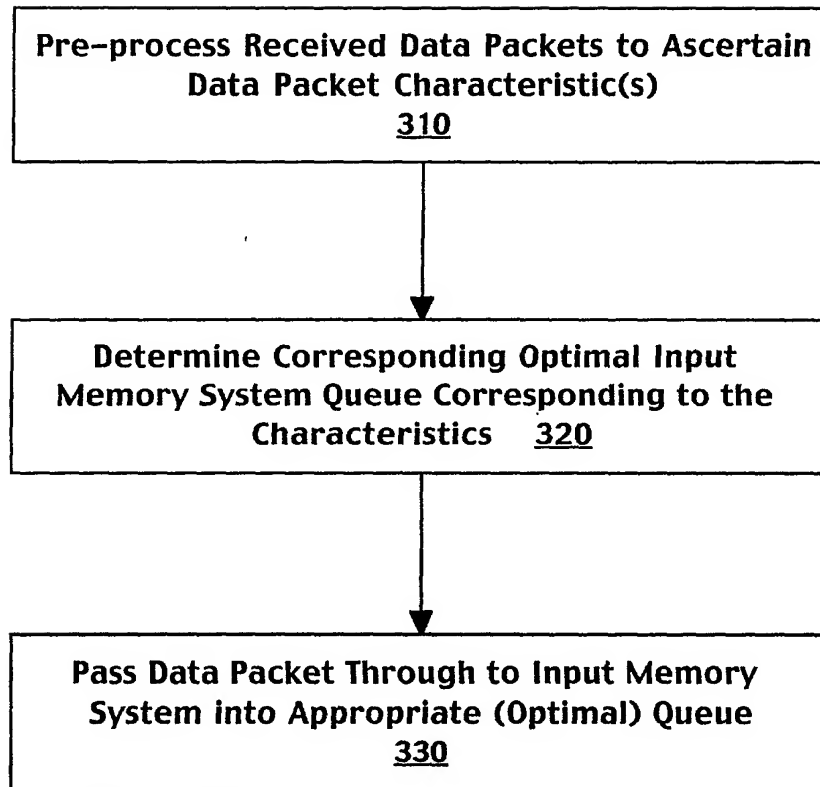 Pre-process Received Data Packets to Ascertain
Data Packet Characteristic(s)
310
Determine Corresponding Optimal Input
Memory System Queue Corresponding to the
Characteristics 320
Pass Data Packet Through to Input Memory
System into Appropriate (Optimal) Queue
330